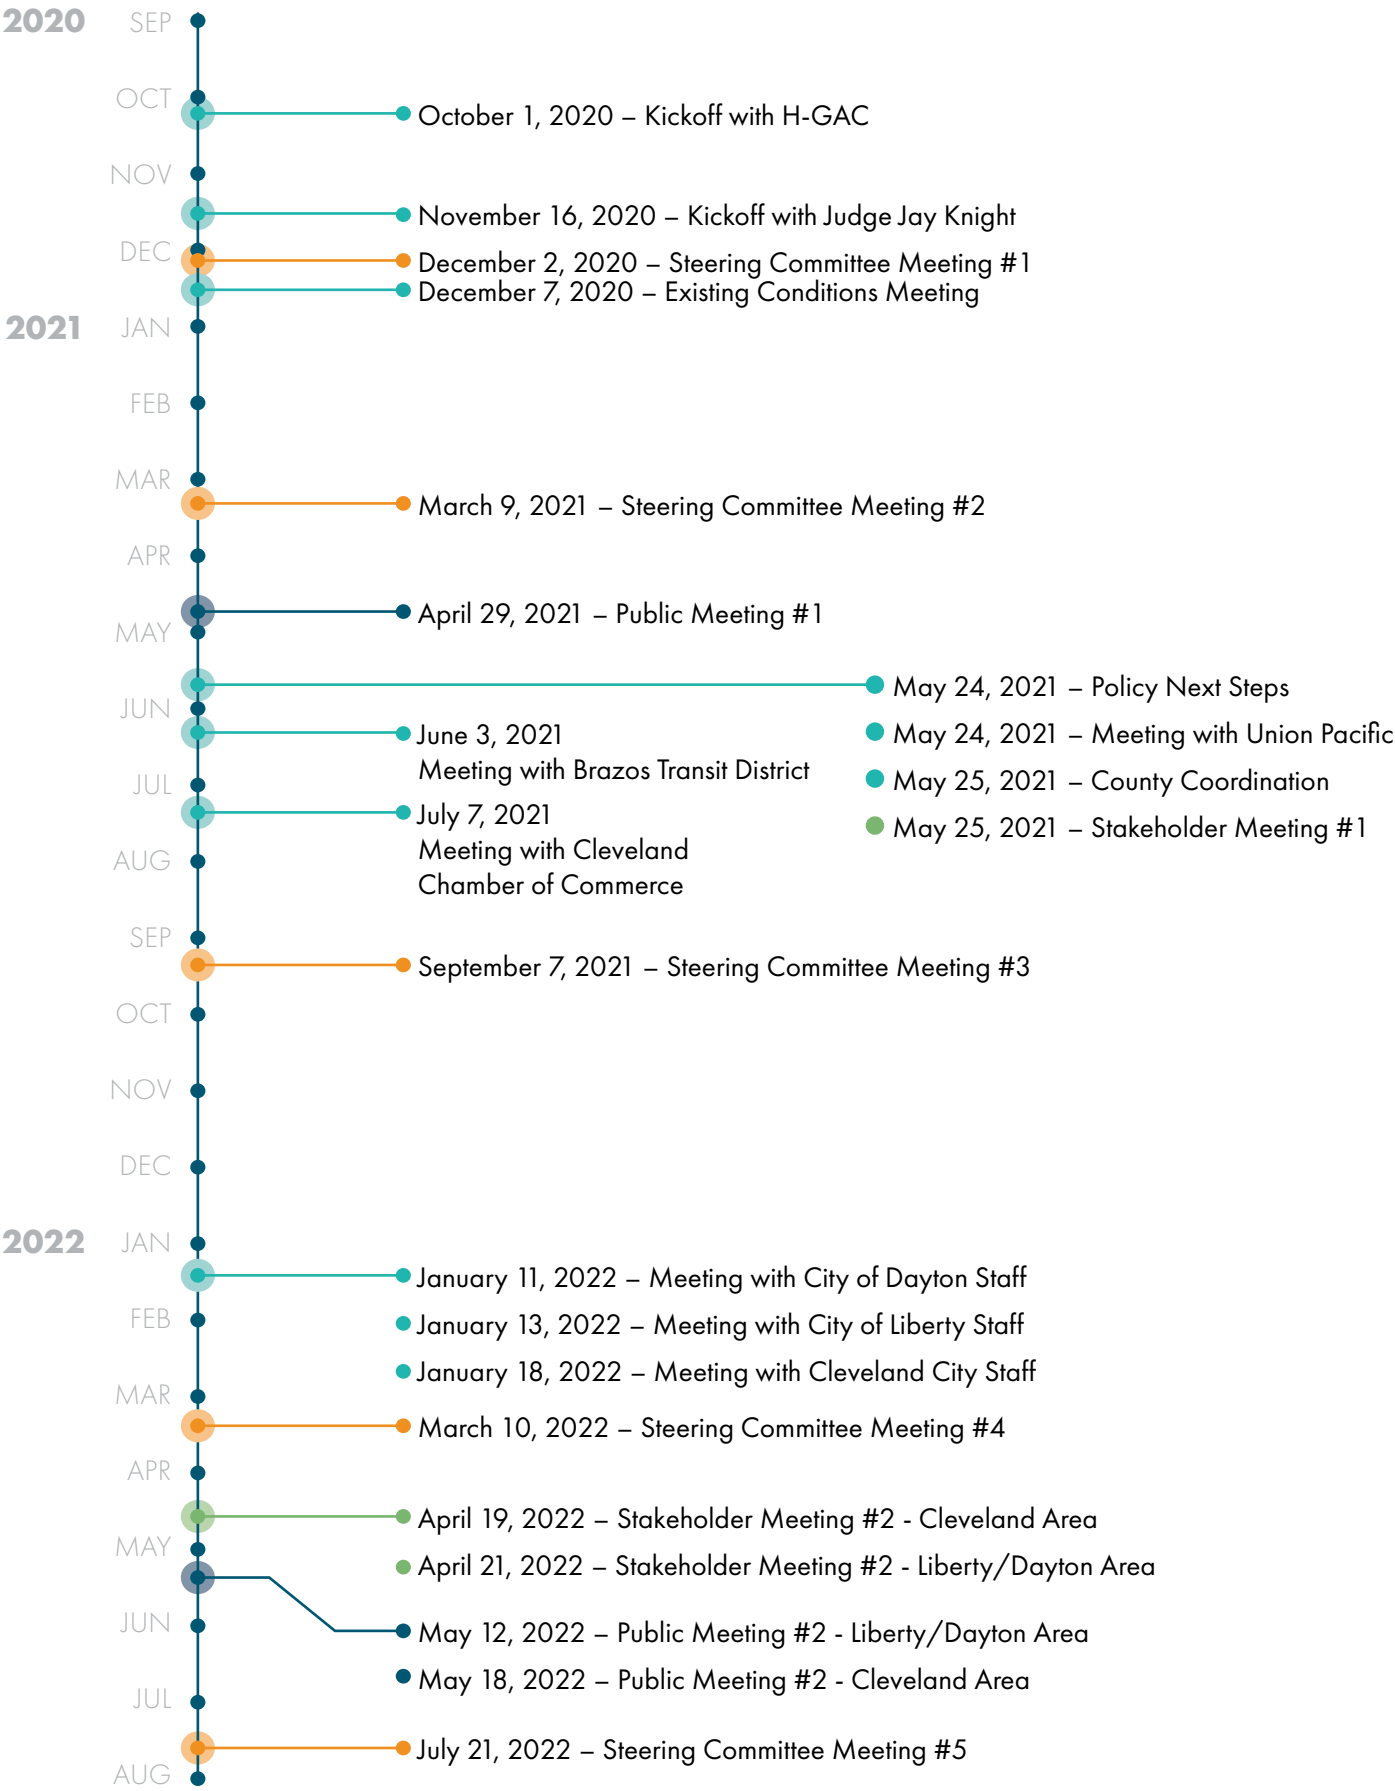 2020 SEP
OCT
October 1, 2020 – Kickoff with H-GAC
NOV
November 16, 2020 – Kickoff with Judge Jay Knight
DEC
December 2, 2020 – Steering Committee Meeting #1
December 7, 2020 – Existing Conditions Meeting
2021 JAN
FEB
MAR
March 9, 2021 – Steering Committee Meeting #2
APR
April 29, 2021 – Public Meeting #1
MAY
May 24, 2021 – Policy Next Steps
May 24, 2021 – Meeting with Union Pacific
May 25, 2021 – County Coordination
May 25, 2021 – Stakeholder Meeting #1
JUN
June 3, 2021
Meeting with Brazos Transit District
JUL
July 7, 2021
Meeting with Cleveland
Chamber of Commerce
AUG
SEP
September 7, 2021 – Steering Committee Meeting #3
OCT
NOV
DEC
2022 JAN
January 11, 2022 – Meeting with City of Dayton Staff
January 13, 2022 – Meeting with City of Liberty Staff
January 18, 2022 – Meeting with Cleveland City Staff
FEB
MAR
March 10, 2022 – Steering Committee Meeting #4
APR
April 19, 2022 – Stakeholder Meeting #2 - Cleveland Area
April 21, 2022 – Stakeholder Meeting #2 - Liberty/Dayton Area
MAY
May 12, 2022 – Public Meeting #2 - Liberty/Dayton Area
May 18, 2022 – Public Meeting #2 - Cleveland Area
JUN
JUL
July 21, 2022 – Steering Committee Meeting #5
AUG